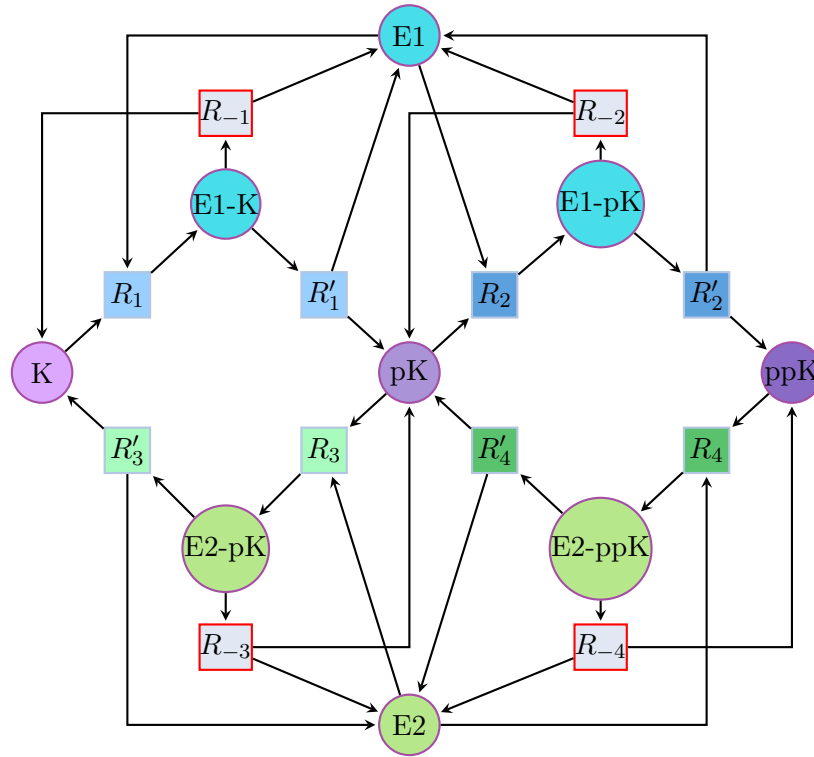 E1
R₋₁
R₋₂
E1-K
E1-pK
R₁
R′₁
R₂
R′₂
K
pK
ppK
R′₃
R₃
R′₄
R₄
E2-pK
E2-ppK
R₋₃
R₋₄
E2